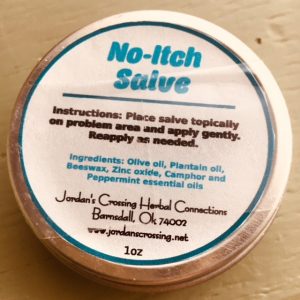 No-Itch
Salve
Instructions: Place salve topically
on problem area and apply gently.
Reapply as needed.
Ingredients: Olive oil, Plantain oil,
Beeswax, Zinc oxide, Camphor and
Peppermint essential oils
Jordan's Crossing Herbal Connections
Barnsdall, Ok 74002
www.jordanscrossing.net
1oz